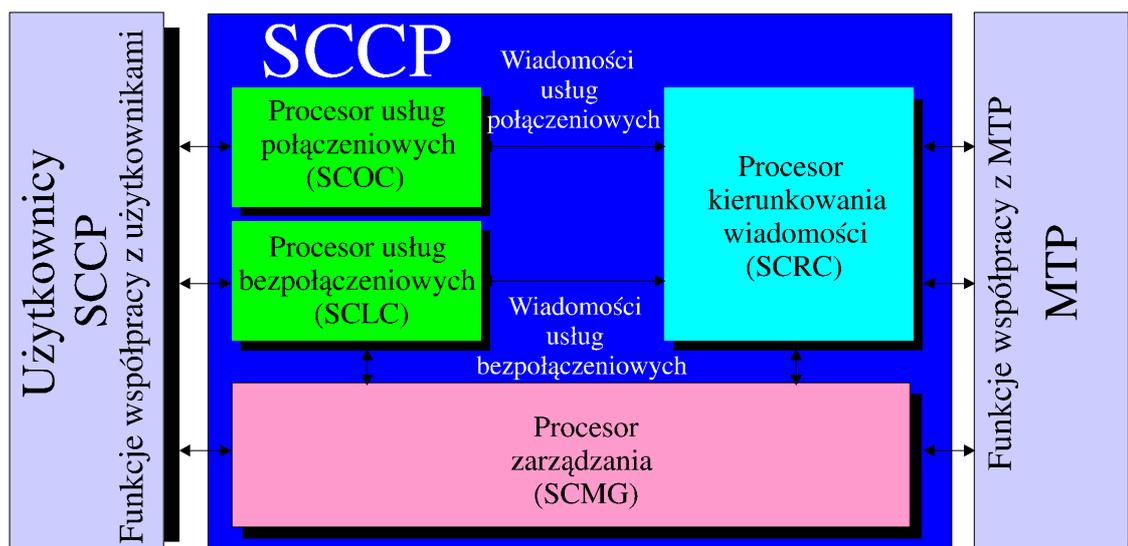 Użytkownicy
SCCP
Funkcje współpracy z użytkownikami
SCCP
Procesor usług
połączeniowych
(SCOC)
Wiadomości
usług
połączeniowych
Procesor usług
bezpołączeniowych
(SCLC)
Wiadomości
usług
bezpołączeniowych
Procesor
kierunkowania
wiadomości
(SCRC)
Procesor
zarządzania
(SCMG)
Funkcje współpracy z MTP
MTP